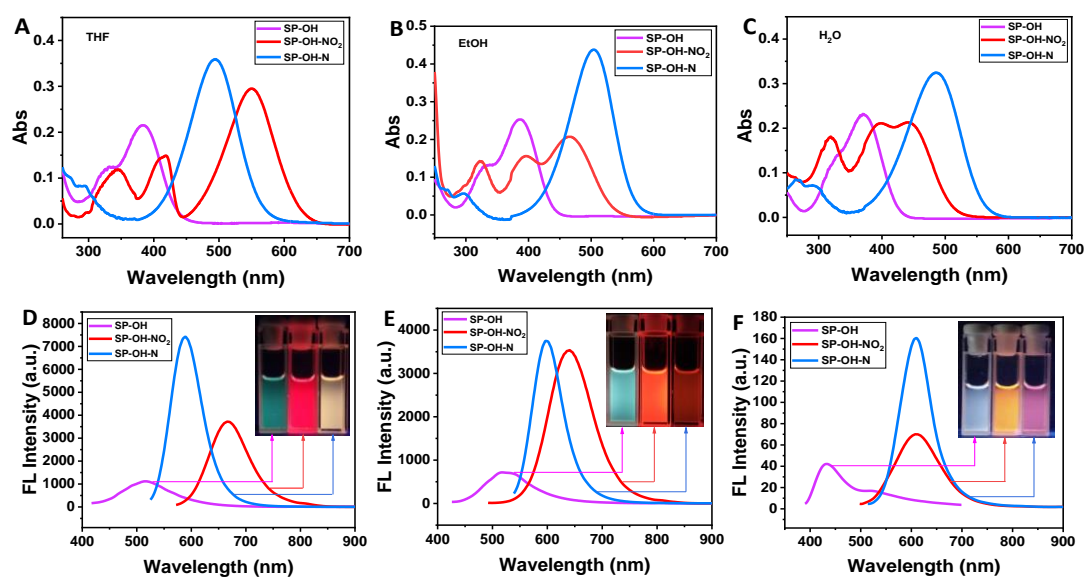 A
THF
SP-OH
SP-OH-NO₂
SP-OH-N
Abs
0.4
0.3
0.2
0.1
0.0
300 400 500 600 700
Wavelength (nm)
B
EtOH
SP-OH
SP-OH-NO₂
SP-OH-N
Abs
0.5
0.4
0.3
0.2
0.1
0.0
300 400 500 600 700
Wavelength (nm)
C
H₂O
SP-OH
SP-OH-NO₂
SP-OH-N
Abs
0.4
0.3
0.2
0.1
0.0
300 400 500 600 700
Wavelength (nm)
D
SP-OH
SP-OH-NO₂
SP-OH-N
FL Intensity (a.u.)
8000
7000
6000
5000
4000
3000
2000
1000
0
400 500 600 700 800 900
Wavelength (nm)
E
SP-OH
SP-OH-NO₂
SP-OH-N
FL Intensity (a.u.)
4000
3000
2000
1000
0
400 500 600 700 800 900
Wavelength (nm)
F
SP-OH
SP-OH-NO₂
SP-OH-N
FL Intensity (a.u.)
180
160
140
120
100
80
60
40
20
0
400 500 600 700 800 900
Wavelength (nm)